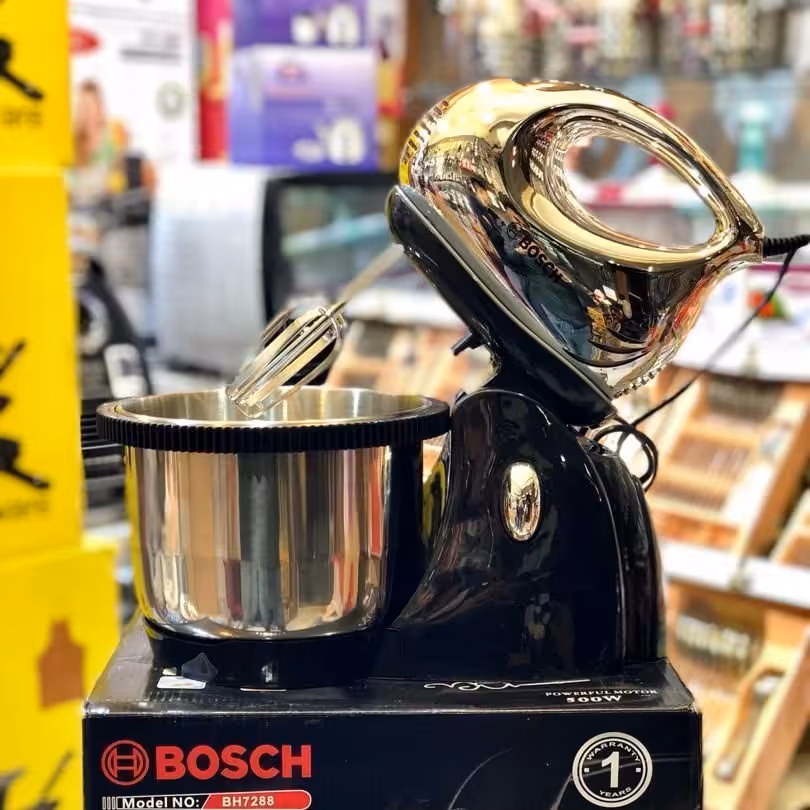 BOSCH
POWERFUL MOTOR
500W
BOSCH
WARRANTY
1
YEARS
Model NO: BH7288